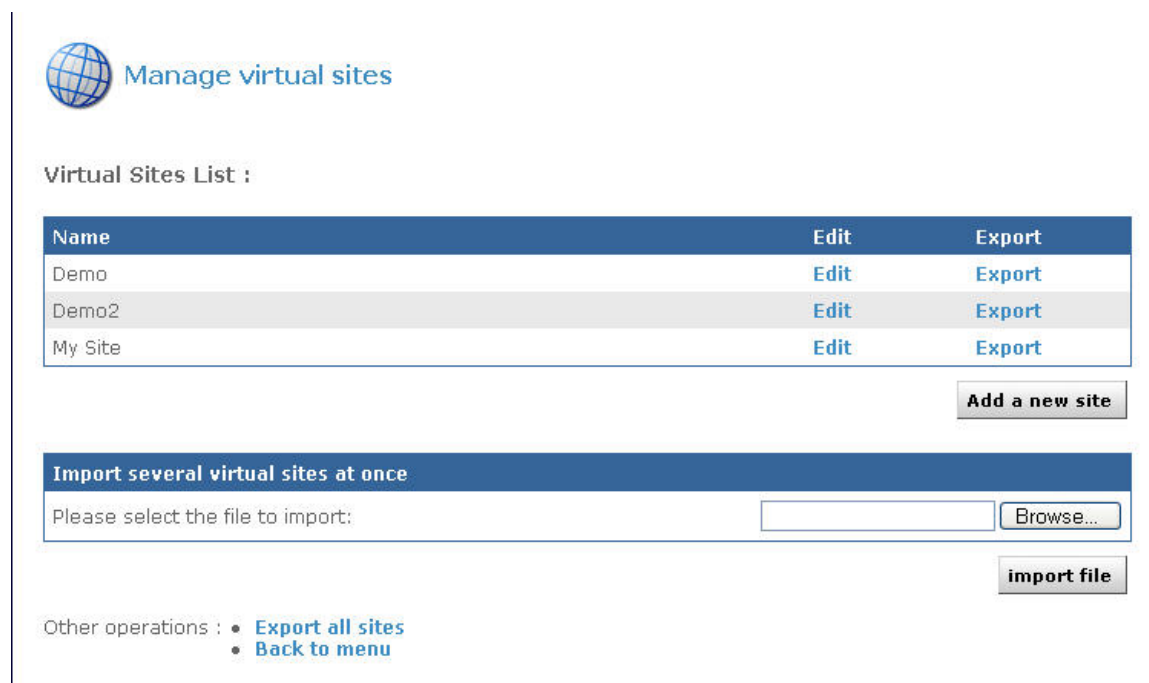 Manage virtual sites
Virtual Sites List :
Name Edit Export
Demo Edit Export
Demo2 Edit Export
My Site Edit Export
Add a new site
Import several virtual sites at once
Please select the file to import: Browse...
import file
Other operations : • Export all sites
• Back to menu